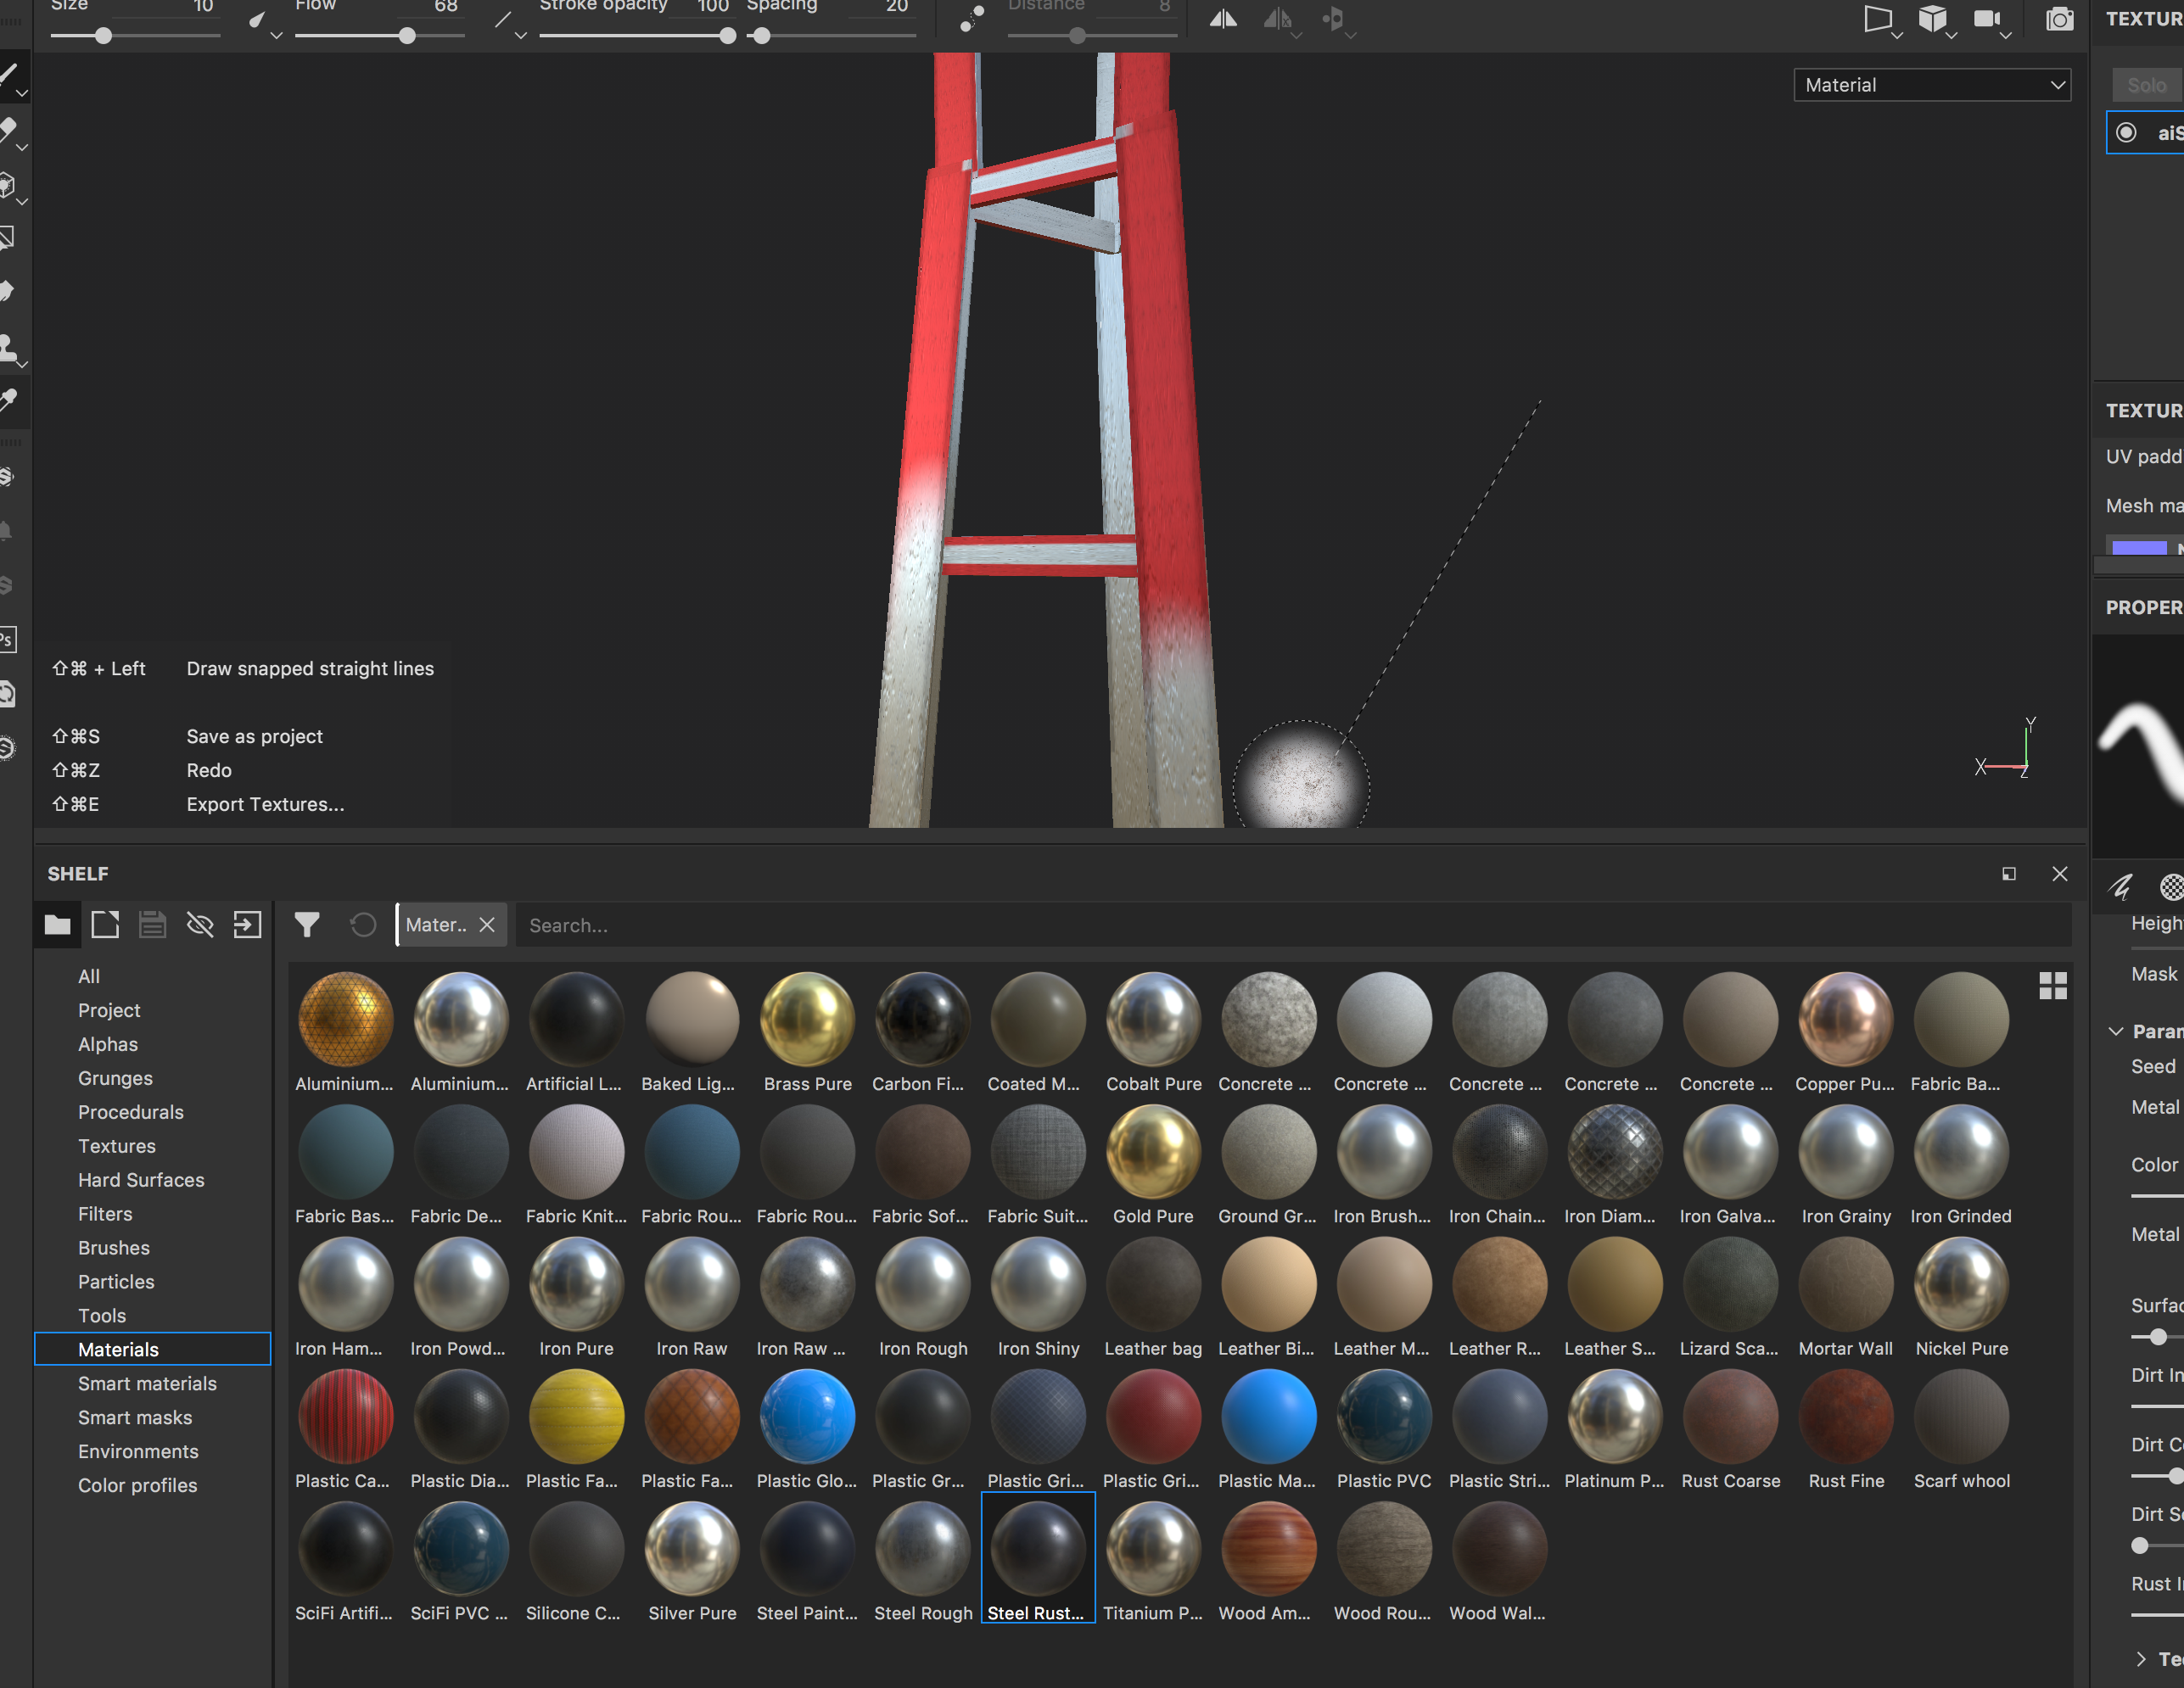 Size 10 Flow 68 Stroke opacity 100 Spacing 20 Distance 8
TEXTUR
Material
Solo
aiS
TEXTUR
UV padd
Mesh ma
PROPER
⇧⌘ + Left Draw snapped straight lines
⇧⌘S Save as project
⇧⌘Z Redo
⇧⌘E Export Textures...
Y
X
Z
Ps
SHELF
Mater.. Search...
All
Project
Alphas
Grunges
Procedurals
Textures
Hard Surfaces
Filters
Brushes
Particles
Tools
Materials
Smart materials
Smart masks
Environments
Color profiles
Aluminium... Aluminium... Artificial L... Baked Lig... Brass Pure Carbon Fi... Coated M... Cobalt Pure Concrete ... Concrete ... Concrete ... Concrete ... Concrete ... Copper Pu... Fabric Ba...
Fabric Bas... Fabric De... Fabric Knit... Fabric Rou... Fabric Rou... Fabric Sof... Fabric Suit... Gold Pure Ground Gr... Iron Brush... Iron Chain... Iron Diam... Iron Galva... Iron Grainy Iron Grinded
Iron Ham... Iron Powd... Iron Pure Iron Raw Iron Raw ... Iron Rough Iron Shiny Leather bag Leather Bi... Leather M... Leather R... Leather S... Lizard Sca... Mortar Wall Nickel Pure
Plastic Ca... Plastic Dia... Plastic Fa... Plastic Fa... Plastic Glo... Plastic Gr... Plastic Gri... Plastic Gri... Plastic Ma... Plastic PVC Plastic Stri... Platinum P... Rust Coarse Rust Fine Scarf whool
SciFi Artifi... SciFi PVC ... Silicone C... Silver Pure Steel Paint... Steel Rough Steel Rust... Titanium P... Wood Am... Wood Rou... Wood Wal...
Height
Mask
Param
Seed
Metal
Color
Metal
Surfac
Dirt In
Dirt Co
Dirt Sc
Rust I
Te